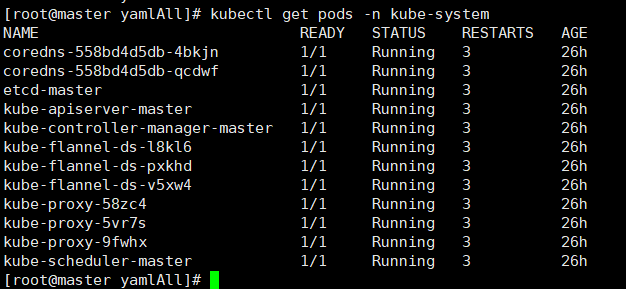 [root@master yamlAll]# kubectl get pods -n kube-system
NAME READY STATUS RESTARTS AGE
coredns-558bd4d5db-4bkjn 1/1 Running 3 26h
coredns-558bd4d5db-qcdwf 1/1 Running 3 26h
etcd-master 1/1 Running 3 26h
kube-apiserver-master 1/1 Running 3 26h
kube-controller-manager-master 1/1 Running 3 26h
kube-flannel-ds-l8kl6 1/1 Running 3 26h
kube-flannel-ds-pxkhd 1/1 Running 3 26h
kube-flannel-ds-v5xw4 1/1 Running 3 26h
kube-proxy-58zc4 1/1 Running 3 26h
kube-proxy-5vr7s 1/1 Running 3 26h
kube-proxy-9fwhx 1/1 Running 3 26h
kube-scheduler-master 1/1 Running 3 26h
[root@master yamlAll]#